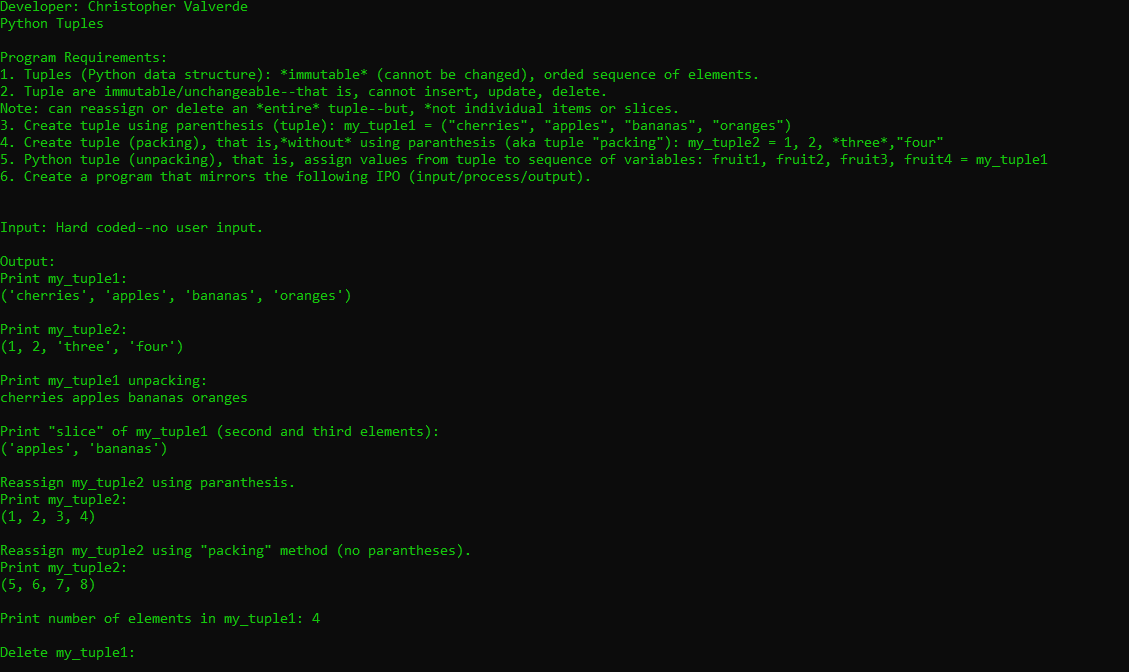 Developer: Christopher Valverde
Python Tuples
Program Requirements:
1. Tuples (Python data structure): *immutable* (cannot be changed), orded sequence of elements.
2. Tuple are immutable/unchangeable--that is, cannot insert, update, delete.
Note: can reassign or delete an *entire* tuple--but, *not individual items or slices.
3. Create tuple using parenthesis (tuple): my_tuple1 = ("cherries", "apples", "bananas", "oranges")
4. Create tuple (packing), that is,*without* using paranthesis (aka tuple "packing"): my_tuple2 = 1, 2, *three*,"four"
5. Python tuple (unpacking), that is, assign values from tuple to sequence of variables: fruit1, fruit2, fruit3, fruit4 = my_tuple1
6. Create a program that mirrors the following IPO (input/process/output).
Input: Hard coded--no user input.
Output:
Print my_tuple1:
('cherries', 'apples', 'bananas', 'oranges')
Print my_tuple2:
(1, 2, 'three', 'four')
Print my_tuple1 unpacking:
cherries apples bananas oranges
Print "slice" of my_tuple1 (second and third elements):
('apples', 'bananas')
Reassign my_tuple2 using paranthesis.
Print my_tuple2:
(1, 2, 3, 4)
Reassign my_tuple2 using "packing" method (no parantheses).
Print my_tuple2:
(5, 6, 7, 8)
Print number of elements in my_tuple1: 4
Delete my_tuple1: